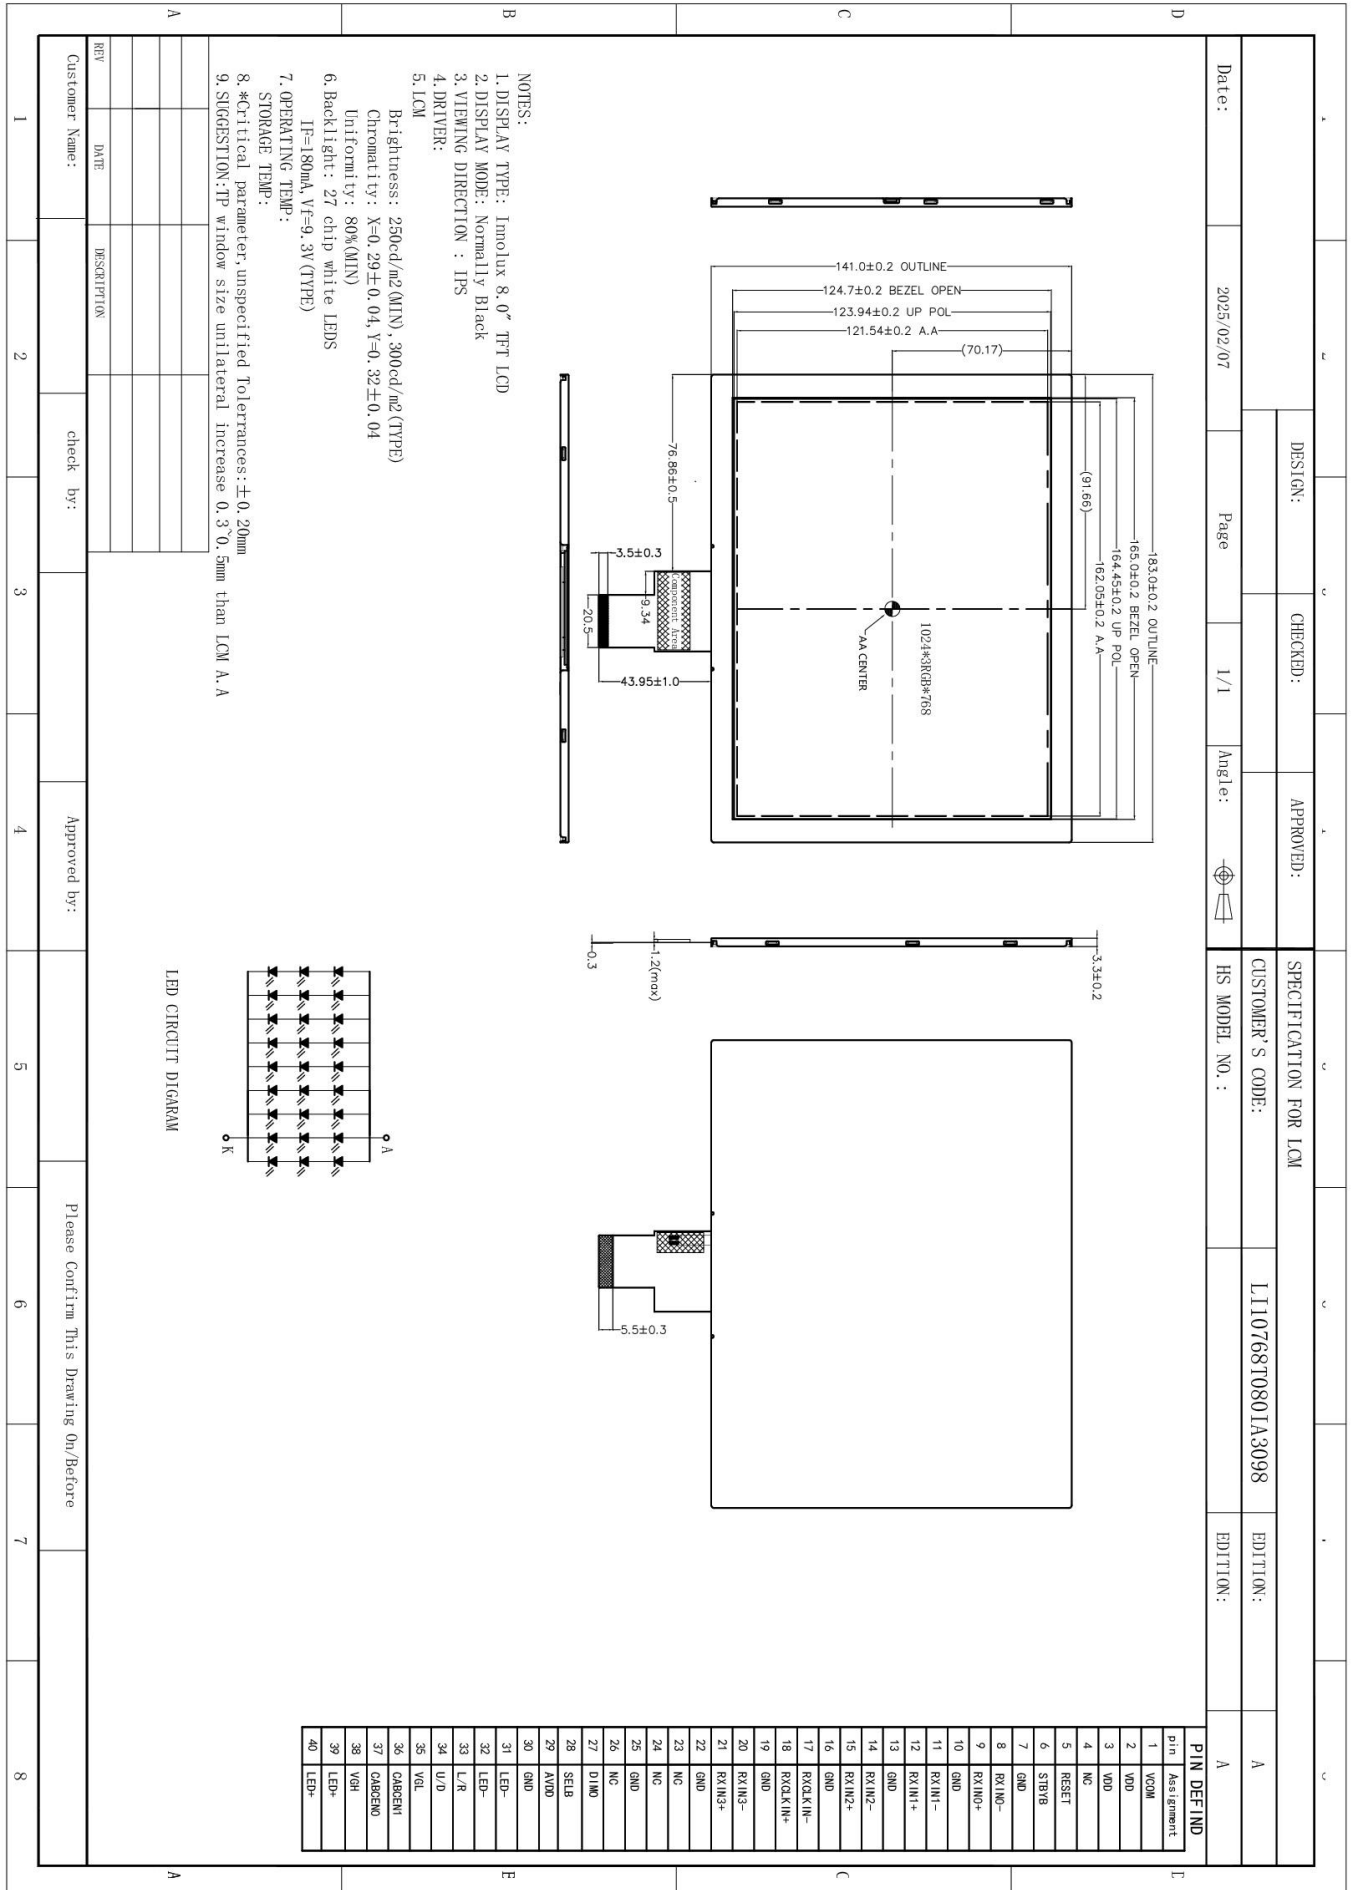 D
C
B
A
SPECIFICATION FOR LCM
DESIGN:
CHECKED:
APPROVED:
CUSTOMER'S CODE:
LI10768T080IA3098
EDITION:
A
Date:
2025/02/07
Page
1/1
Angle:
HS MODEL NO.:
EDITION:
A
183.0±0.2 OUTLINE
165.0±0.2 BEZEL OPEN
164.45±0.2 UP POL
162.05±0.2 A.A
(91.66)
141.0±0.2 OUTLINE
124.7±0.2 BEZEL OPEN
123.94±0.2 UP POL
121.54±0.2 A.A
(70.17)
1024*3RGB*768
AA CENTER
76.86±0.5
Component Area
3.5±0.3
9.34
20.5
43.95±1.0
3.3±0.2
1.2(max)
0.3
5.5±0.3
NOTES:
1. DISPLAY TYPE: Innolux 8.0″ TFT LCD
2. DISPLAY MODE: Normally Black
3. VIEWING DIRECTION : IPS
4. DRIVER:
5. LCM
Brightness: 250cd/m2(MIN), 300cd/m2(TYPE)
Chromatity: X=0.29±0.04, Y=0.32±0.04
Uniformity: 80%(MIN)
6. Backlight: 27 chip white LEDS
IF=180mA, Vf=9.3V(TYPE)
7. OPERATING TEMP:
STORAGE TEMP:
8. *Critical parameter, unspecified Tolerrances:±0.20mm
9. SUGGESTION:TP window size unilateral increase 0.3~0.5mm than LCM A.A
A
K
LED CIRCUIT DIGARAM
PIN DEFIND
pin Assignment
1 VCOM
2 VDD
3 VDD
4 NC
5 RESET
6 STBYB
7 GND
8 RXIN0-
9 RXIN0+
10 GND
11 RXIN1-
12 RXIN1+
13 GND
14 RXIN2-
15 RXIN2+
16 GND
17 RXCLKIN-
18 RXCLKIN+
19 GND
20 RXIN3-
21 RXIN3+
22 GND
23 NC
24 NC
25 GND
26 NC
27 DIMO
28 SELB
29 AVDD
30 GND
31 LED-
32 LED-
33 L/R
34 U/D
35 VGL
36 CABCEN1
37 CABCEN0
38 VGH
39 LED+
40 LED+
REV
DATE
DESCRIPTION
Customer Name:
check by:
Approved by:
Please Confirm This Drawing On/Before
1
2
3
4
5
6
7
8